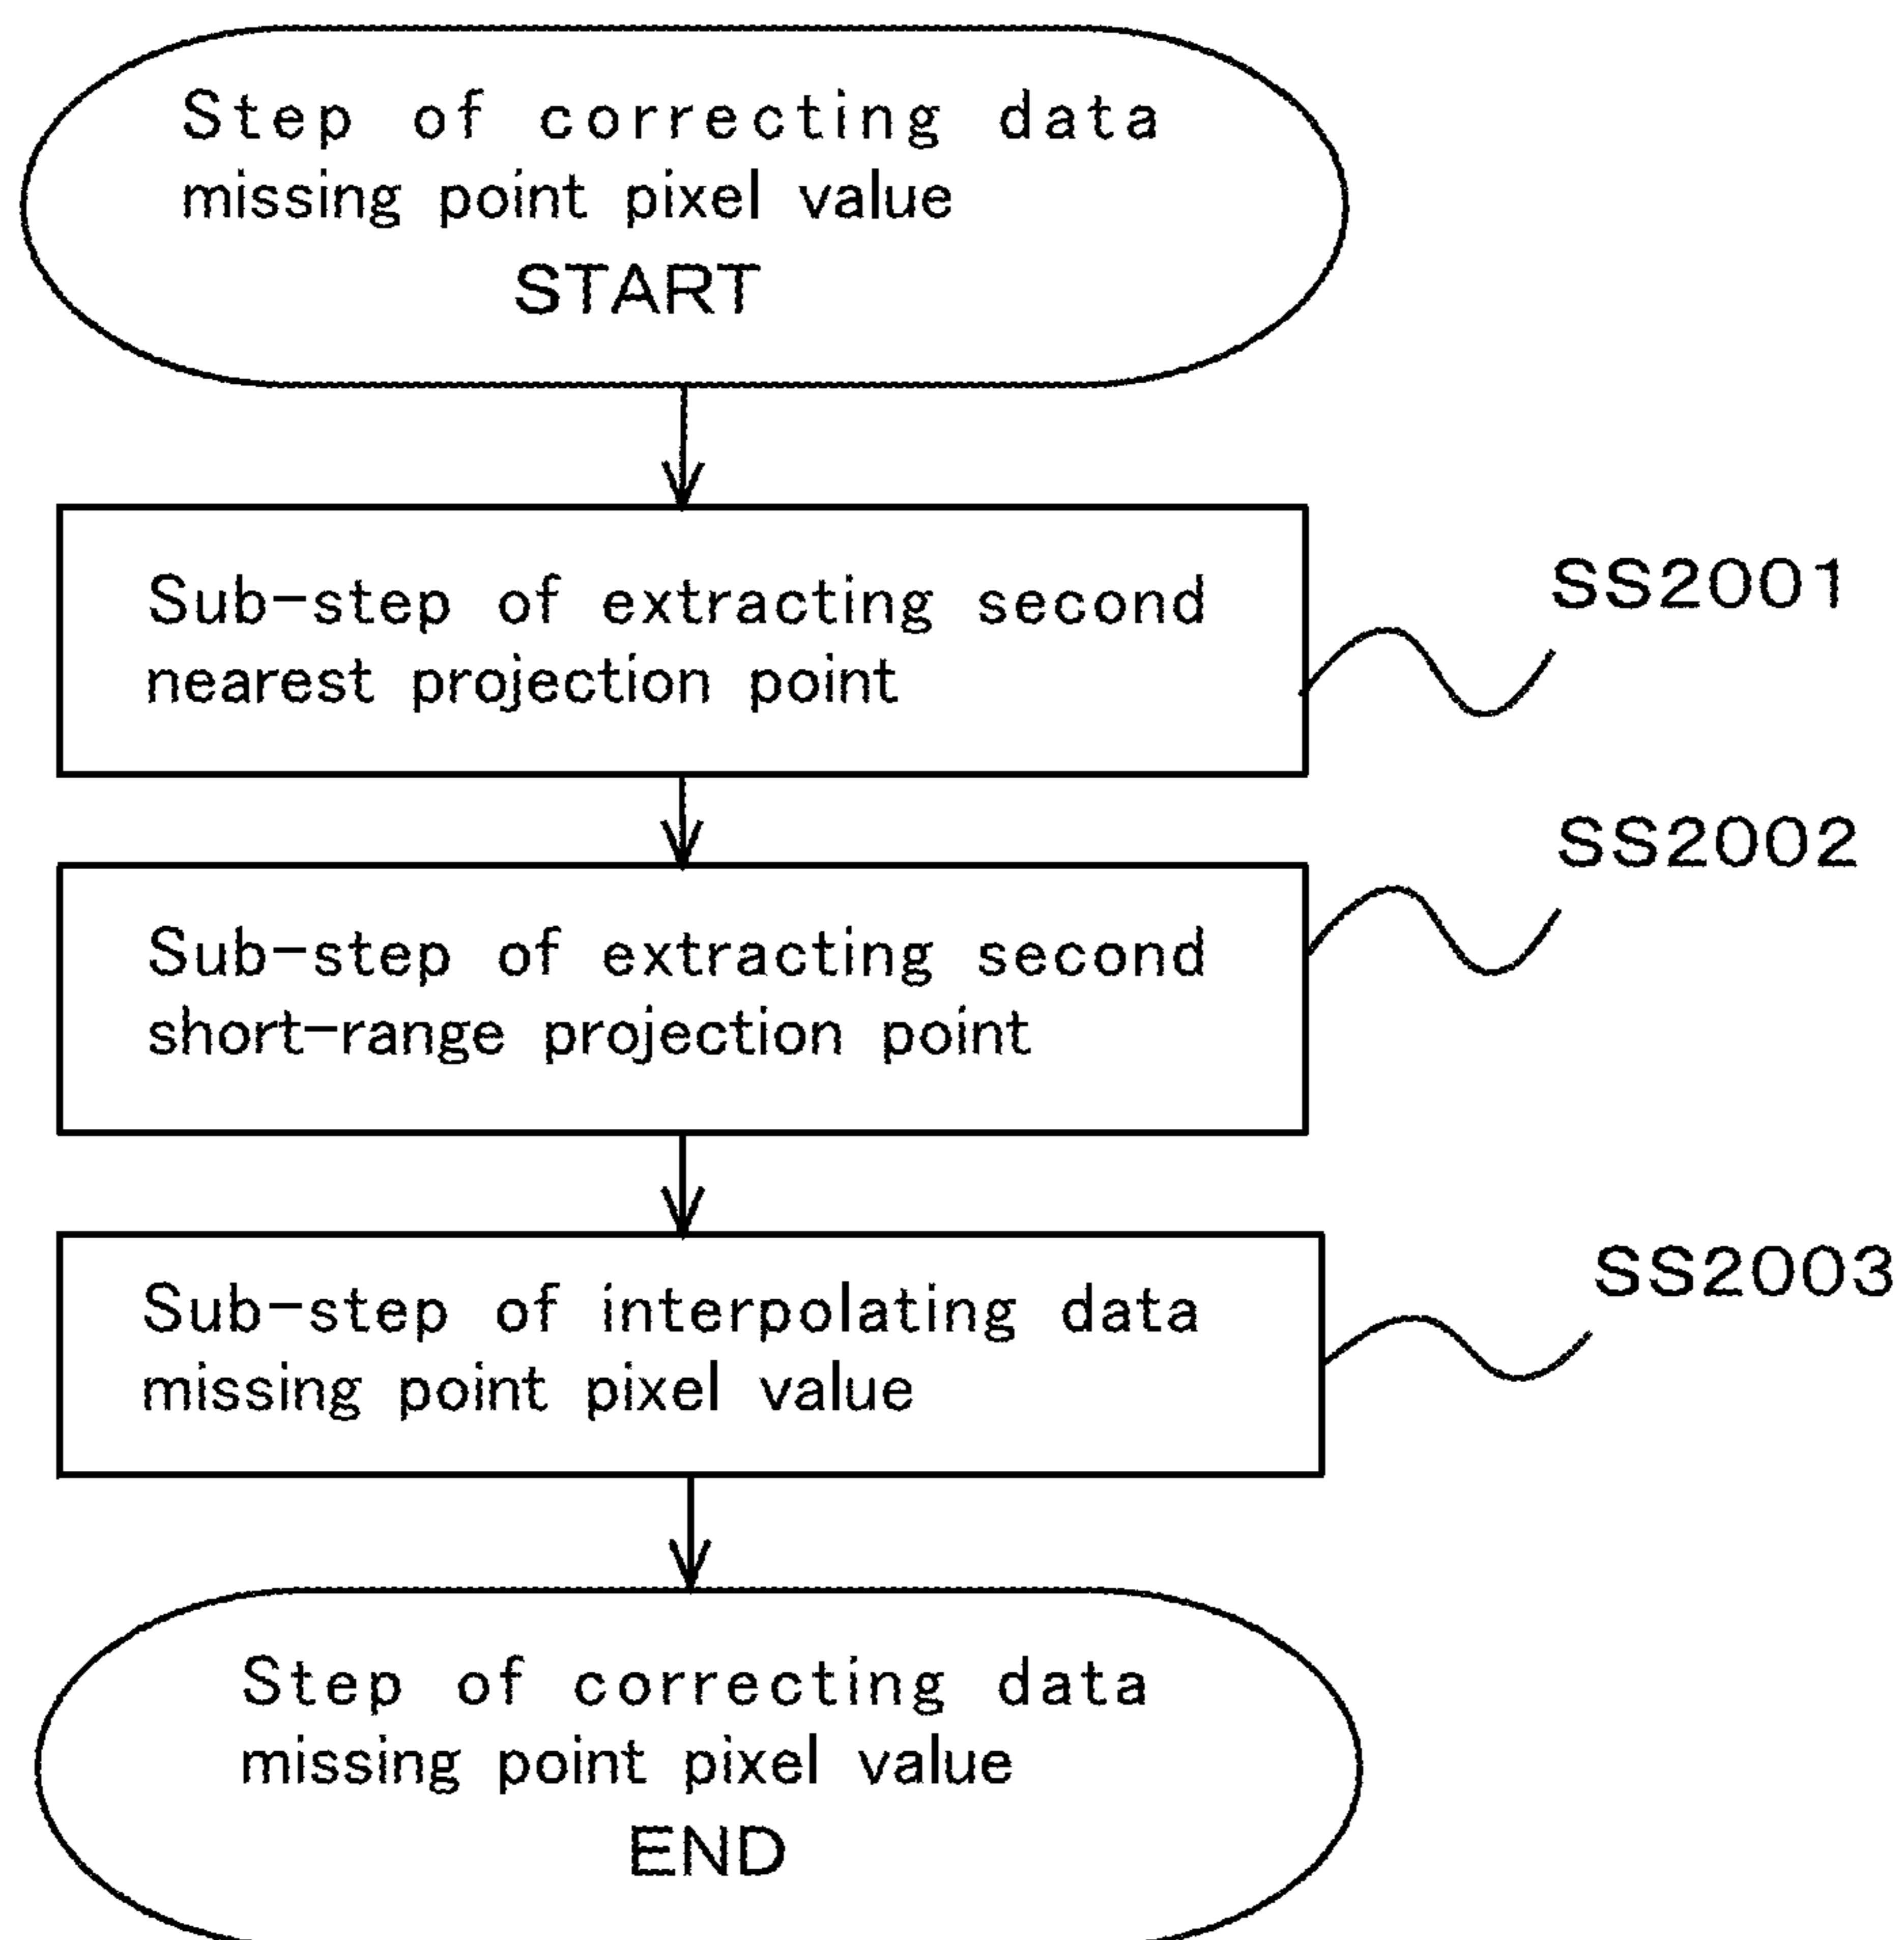 Step of correcting data
missing point pixel value
START
Sub-step of extracting second
nearest projection point
SS2001
Sub-step of extracting second
short-range projection point
SS2002
Sub-step of interpolating data
missing point pixel value
SS2003
Step of correcting data
missing point pixel value
END